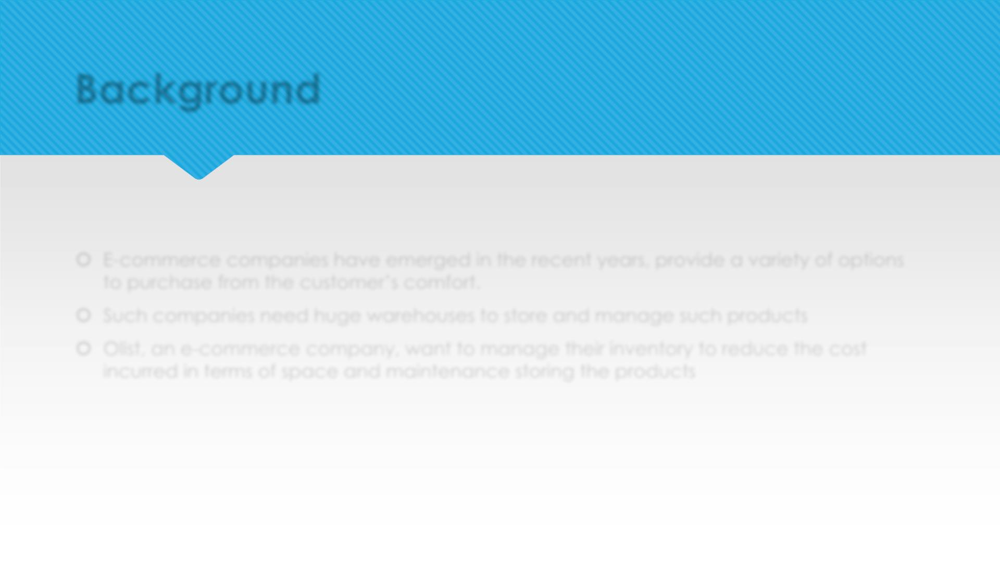 Background
E-commerce companies have emerged in the recent years, provide a variety of options
to purchase from the customer’s comfort.
Such companies need huge warehouses to store and manage such products
Olist, an e-commerce company, want to manage their inventory to reduce the cost
incurred in terms of space and maintenance storing the products